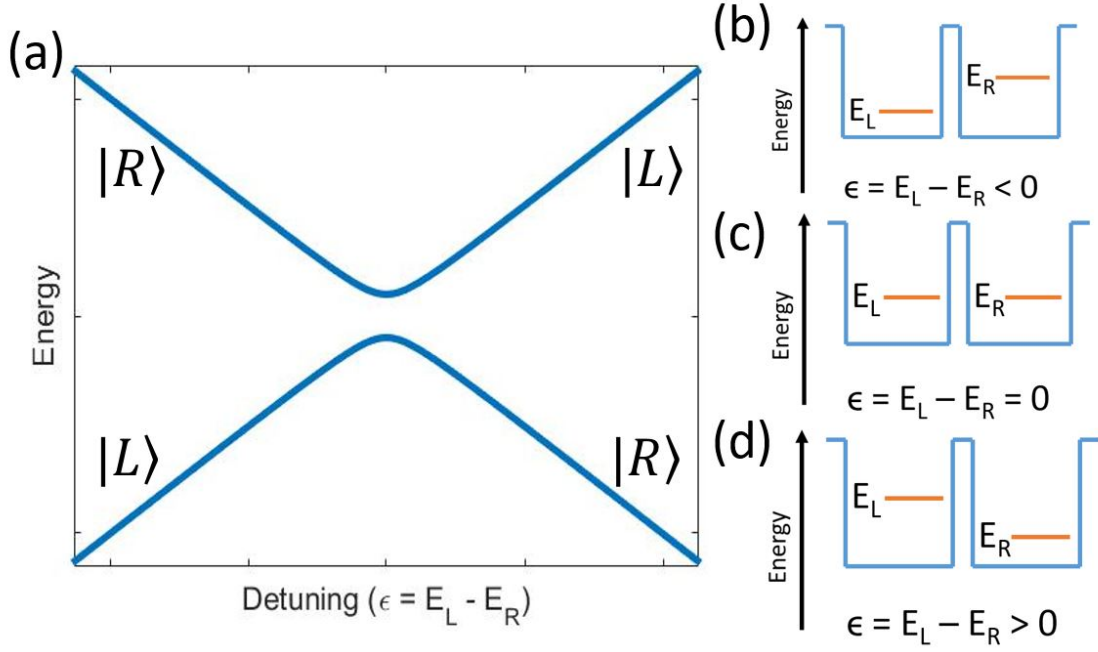 (a)
|R⟩
|L⟩
|L⟩
|R⟩
Energy
Detuning (ϵ = E_L - E_R)
(b)
Energy
E_L
E_R
ϵ = E_L – E_R < 0
(c)
Energy
E_L
E_R
ϵ = E_L – E_R = 0
(d)
Energy
E_L
E_R
ϵ = E_L – E_R > 0